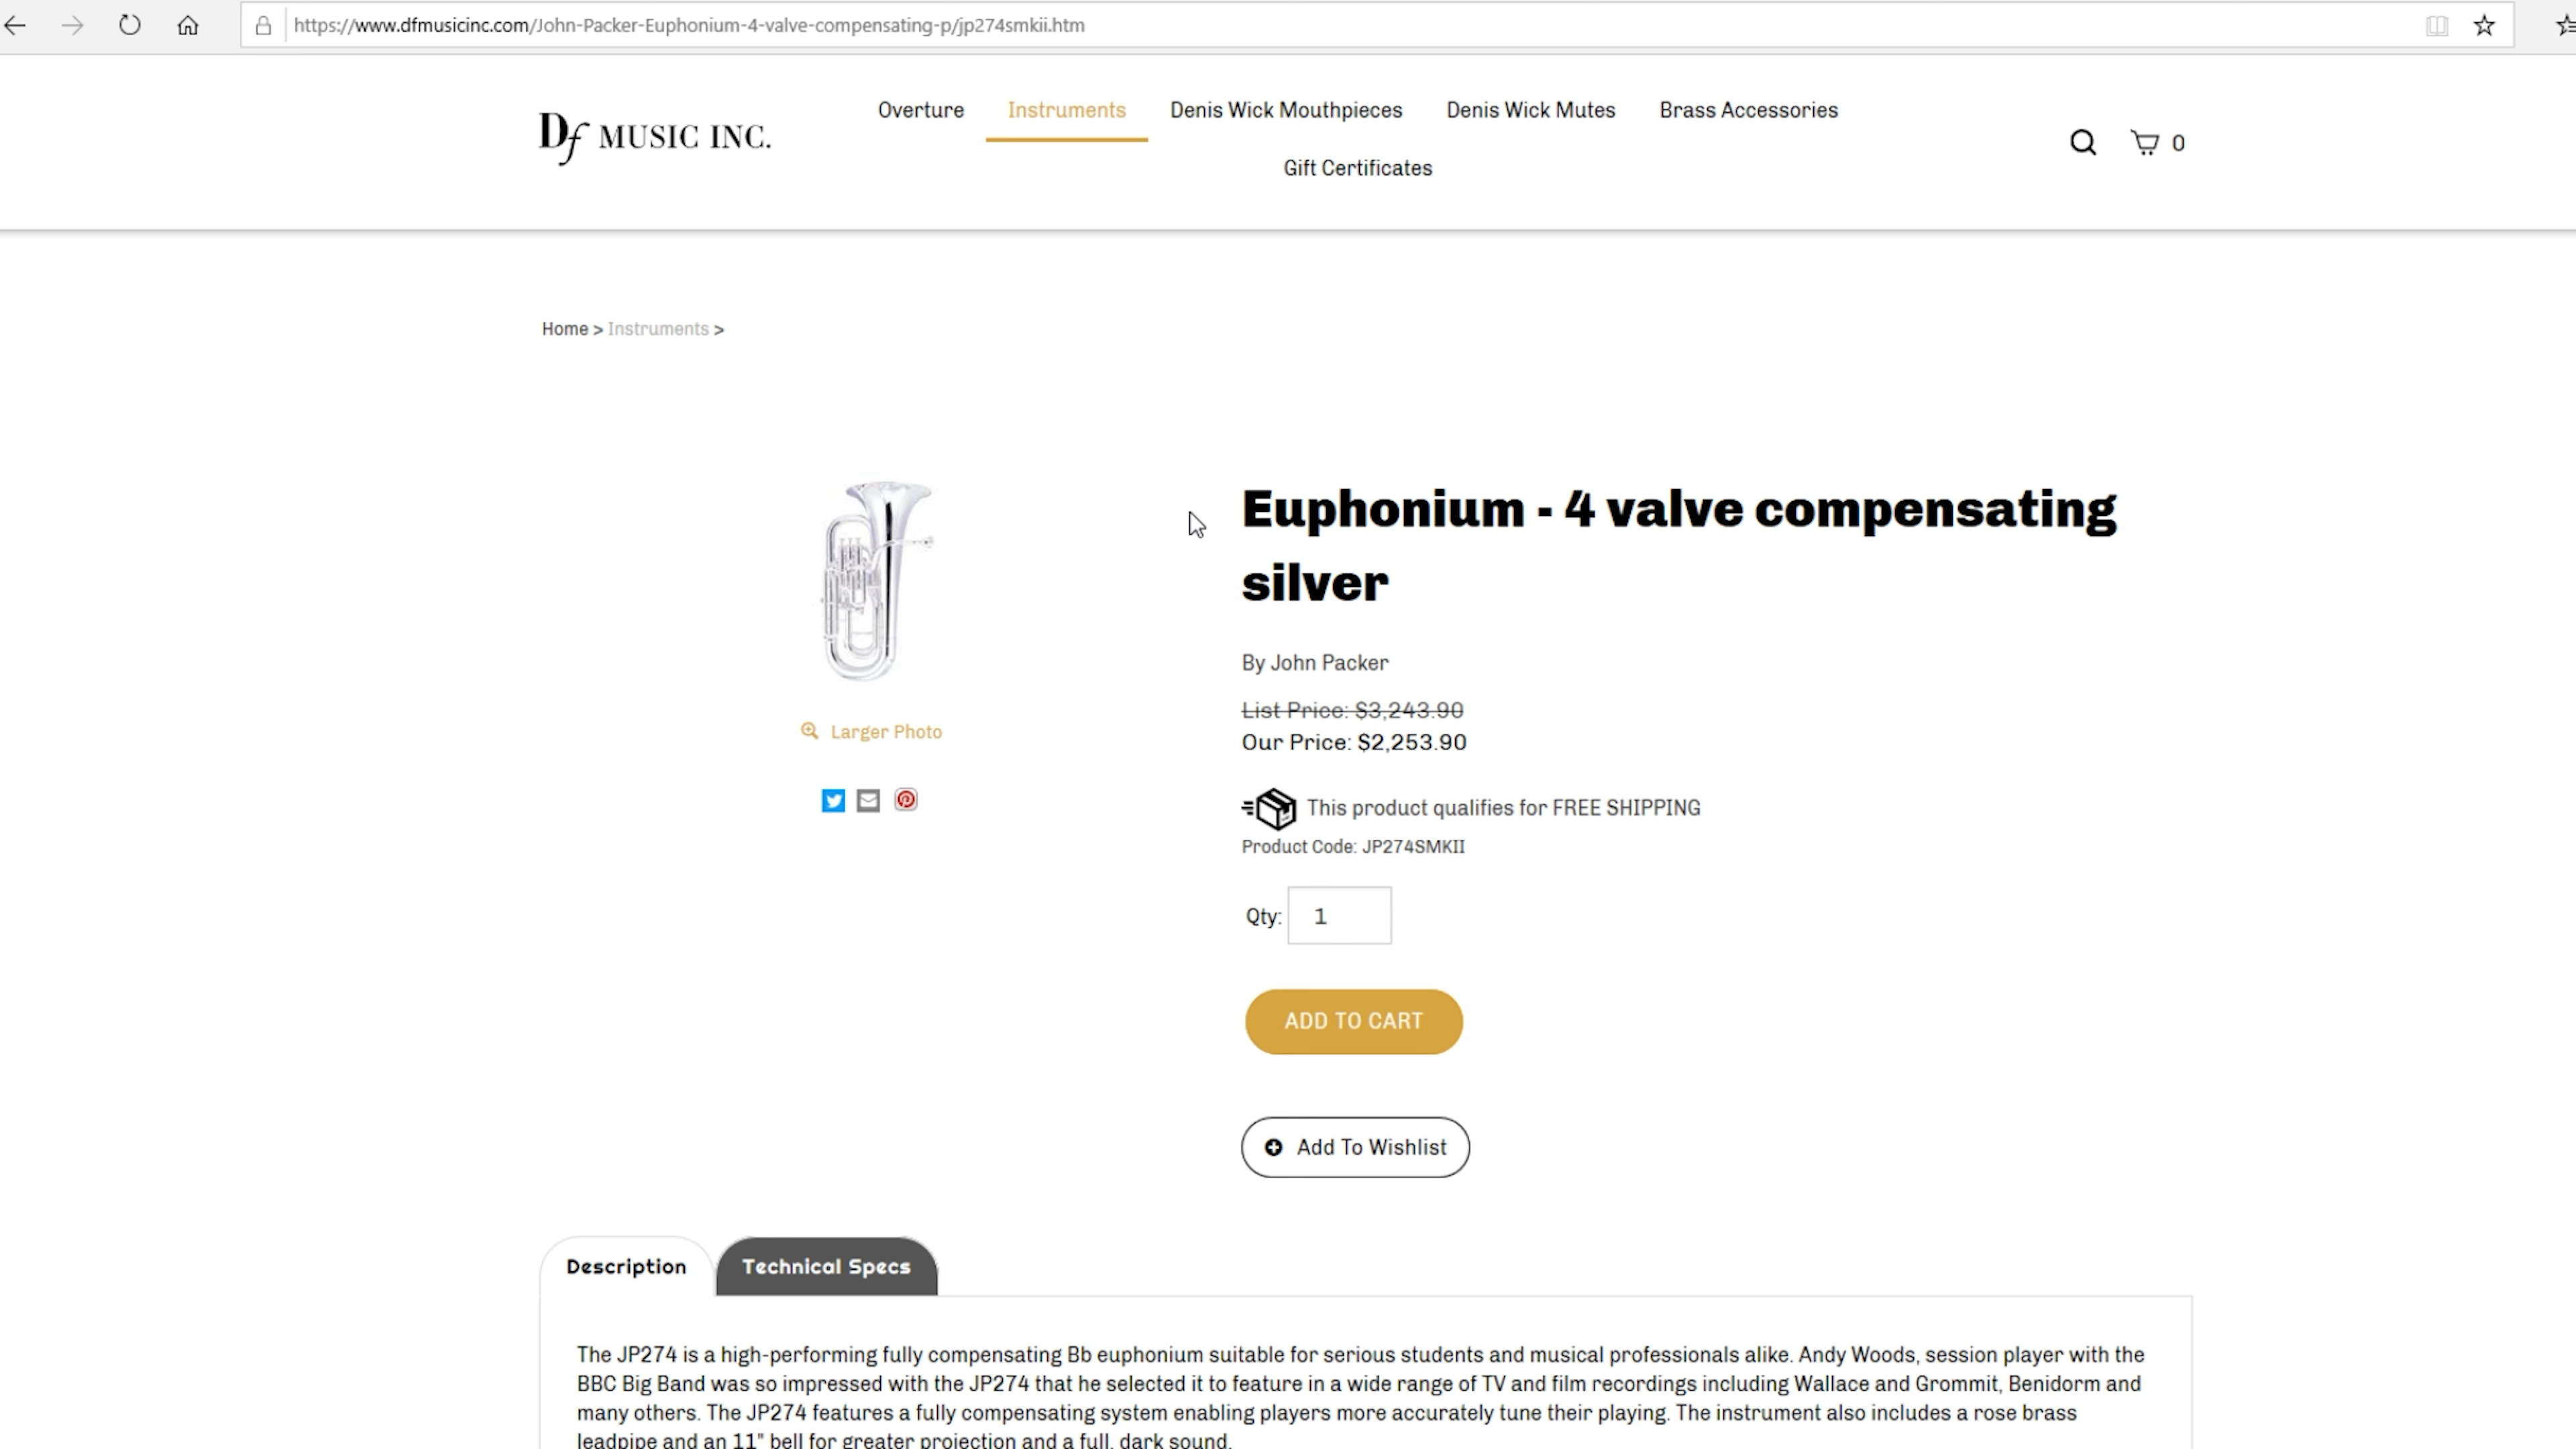 https://www.dfmusicinc.com/John-Packer-Euphonium-4-valve-compensating-p/jp274smkii.htm
Df MUSIC INC.
Overture Instruments Denis Wick Mouthpieces Denis Wick Mutes Brass Accessories
Gift Certificates
0
Home > Instruments >
Euphonium - 4 valve compensating
silver
By John Packer
List Price: $3,243.90
Our Price: $2,253.90
Larger Photo
This product qualifies for FREE SHIPPING
Product Code: JP274SMKII
Qty: 1
ADD TO CART
Add To Wishlist
Description Technical Specs
The JP274 is a high-performing fully compensating Bb euphonium suitable for serious students and musical professionals alike. Andy Woods, session player with the
BBC Big Band was so impressed with the JP274 that he selected it to feature in a wide range of TV and film recordings including Wallace and Grommit, Benidorm and
many others. The JP274 features a fully compensating system enabling players more accurately tune their playing. The instrument also includes a rose brass
leadpipe and an 11" bell for greater projection and a full, dark sound.